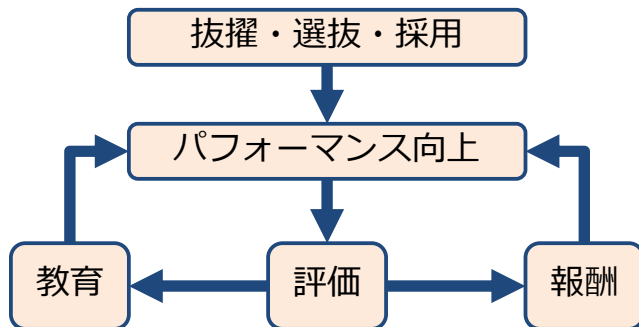 抜擢・選抜・採用
パフォーマンス向上
教育
評価
報酬